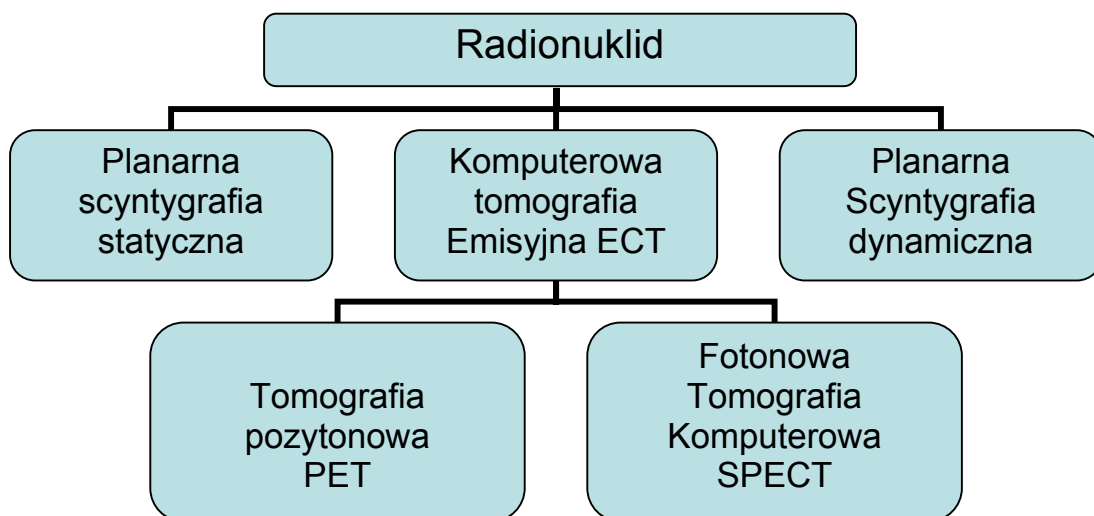 Radionuklid
Planarna
scyntygrafia
statyczna
Komputerowa
tomografia
Emisyjna ECT
Planarna
Scyntygrafia
dynamiczna
Tomografia
pozytonowa
PET
Fotonowa
Tomografia
Komputerowa
SPECT